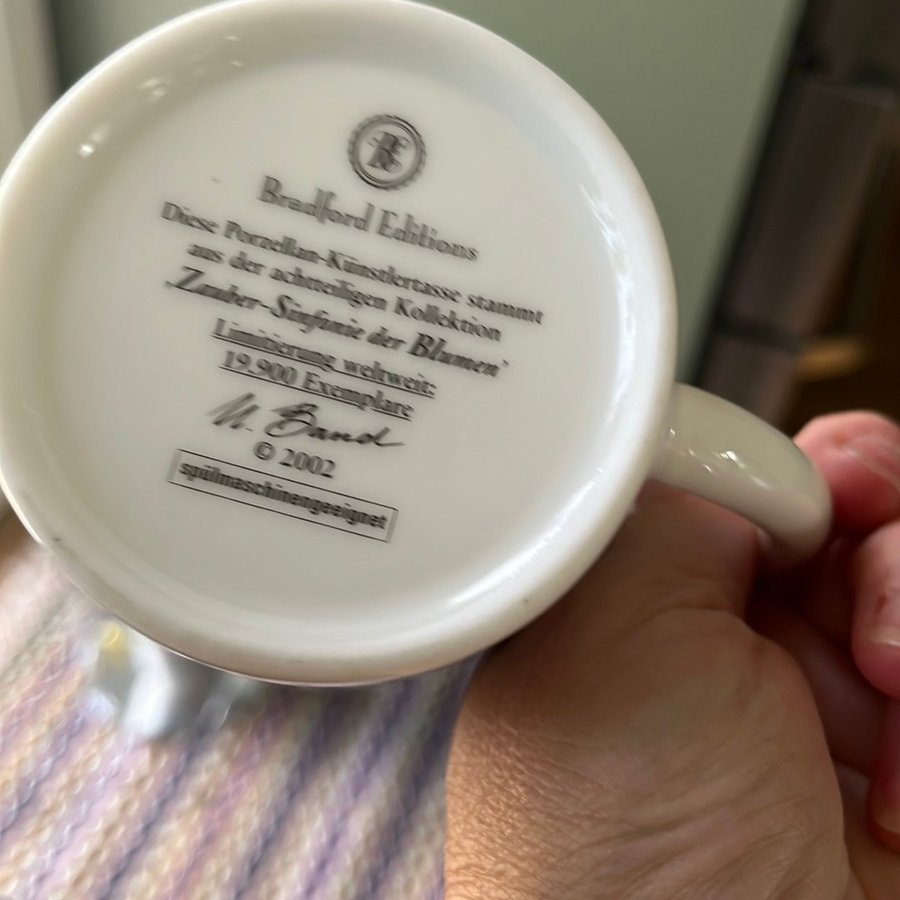 Bradford Editions
Diese Porzellan-Künstlertasse stammt
aus der achtteiligen Kollektion
‚Zauber-Sinfonie der Blumen‘
Limitierung weltweit:
19.900 Exemplare
© 2002
spülmaschinengeeignet